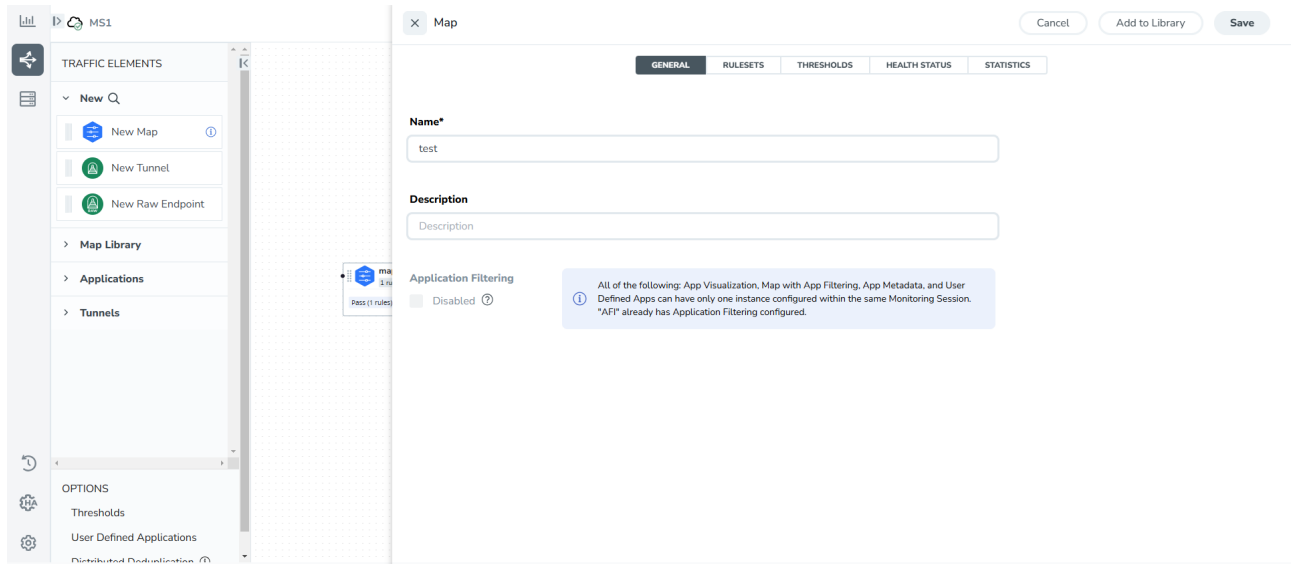 MS1
Map
Cancel
Add to Library
Save
TRAFFIC ELEMENTS
GENERAL
RULESETS
THRESHOLDS
HEALTH STATUS
STATISTICS
New
Name*
New Map
test
New Tunnel
Description
New Raw Endpoint
Description
Map Library
Applications
Application Filtering
Disabled
All of the following: App Visualization, Map with App Filtering, App Metadata, and User
Defined Apps can have only one instance configured within the same Monitoring Session.
"AFI" already has Application Filtering configured.
Pass (1 rules)
Tunnels
OPTIONS
Thresholds
HA
User Defined Applications
Distributed Deduplication